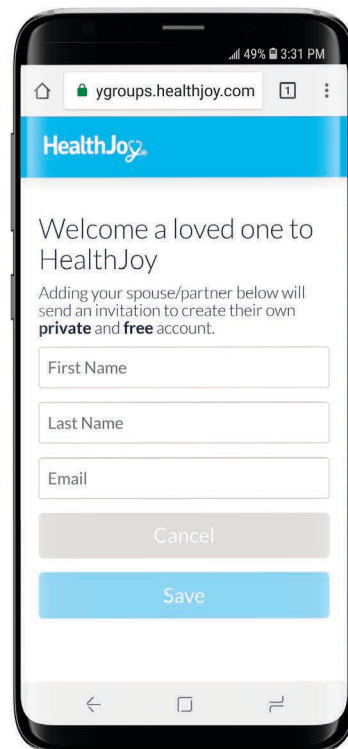 49% 3:31 PM
ygroups.healthjoy.com 1
HealthJoy
Welcome a loved one to
HealthJoy
Adding your spouse/partner below will
send an invitation to create their own
private and free account.
First Name
Last Name
Email
Cancel
Save